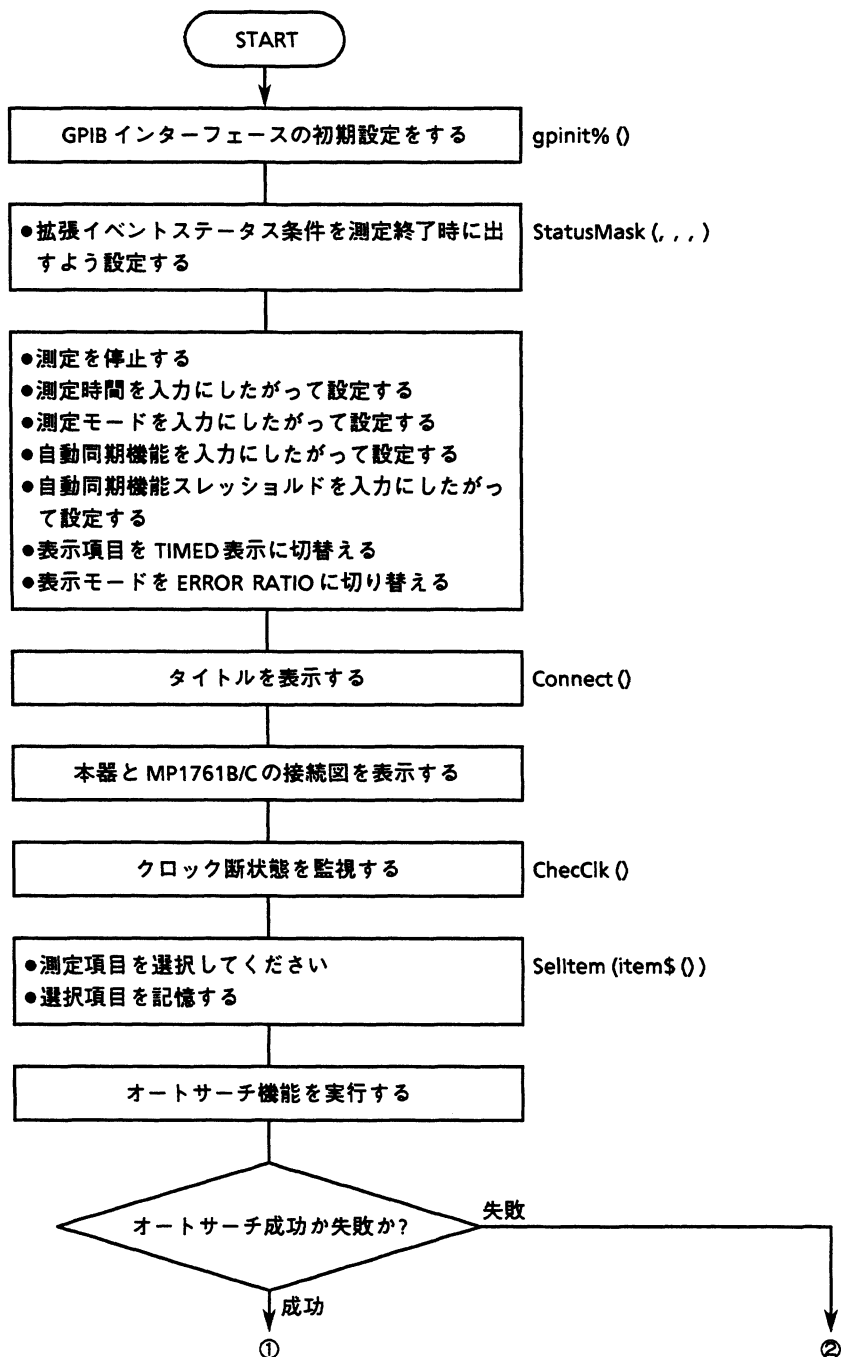 START
GPIB インターフェースの初期設定をする
gpinit% ()
●拡張イベントステータス条件を測定終了時に出
すよう設定する
StatusMask (, , , )
●測定を停止する
●測定時間を入力にしたがって設定する
●測定モードを入力にしたがって設定する
●自動同期機能を入力にしたがって設定する
●自動同期機能スレッショルドを入力にしたがっ
て設定する
●表示項目を TIMED 表示に切替える
●表示モードを ERROR RATIO に切り替える
タイトルを表示する
Connect ()
本器と MP1761B/C の接続図を表示する
クロック断状態を監視する
ChecClk ()
●測定項目を選択してください
●選択項目を記憶する
SelItem (item$ () )
オートサーチ機能を実行する
オートサーチ成功か失敗か?
失敗
成功
①
②